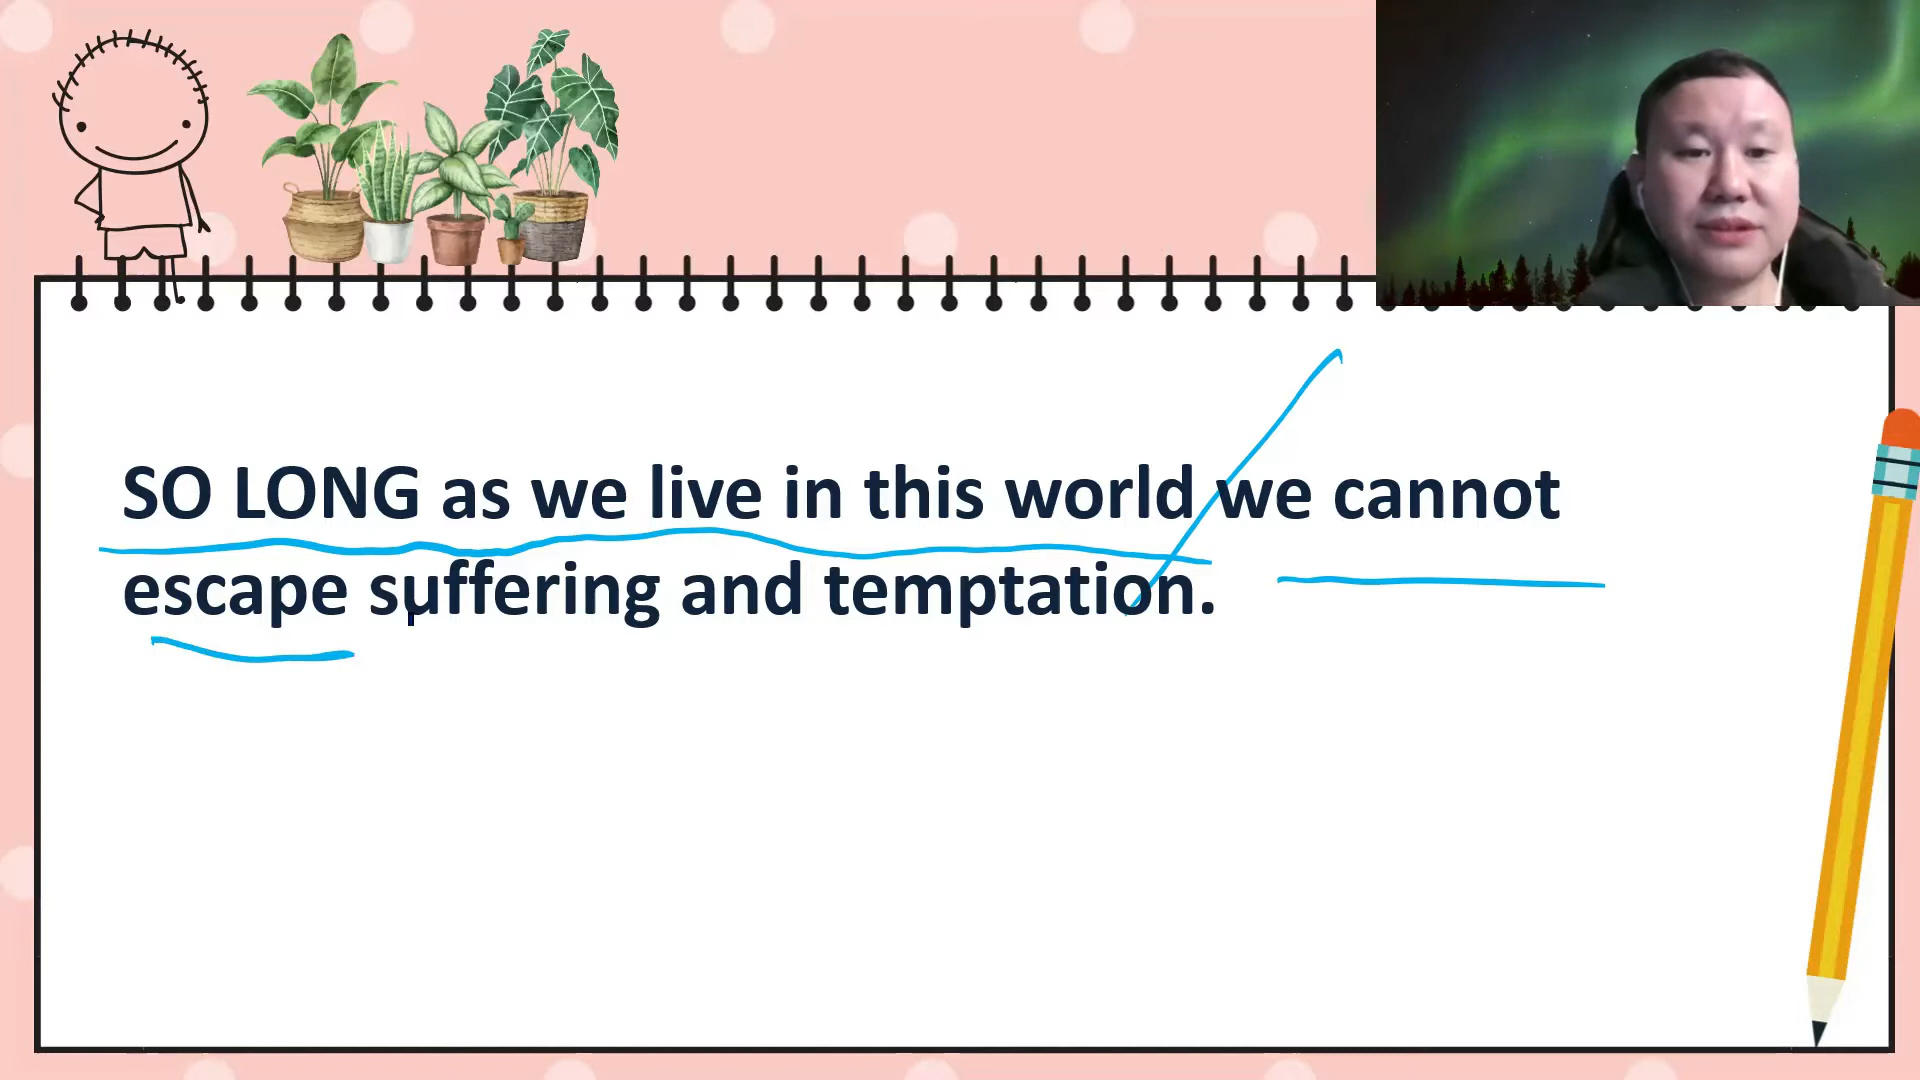 SO LONG as we live in this world we cannot
escape suffering and temptation.